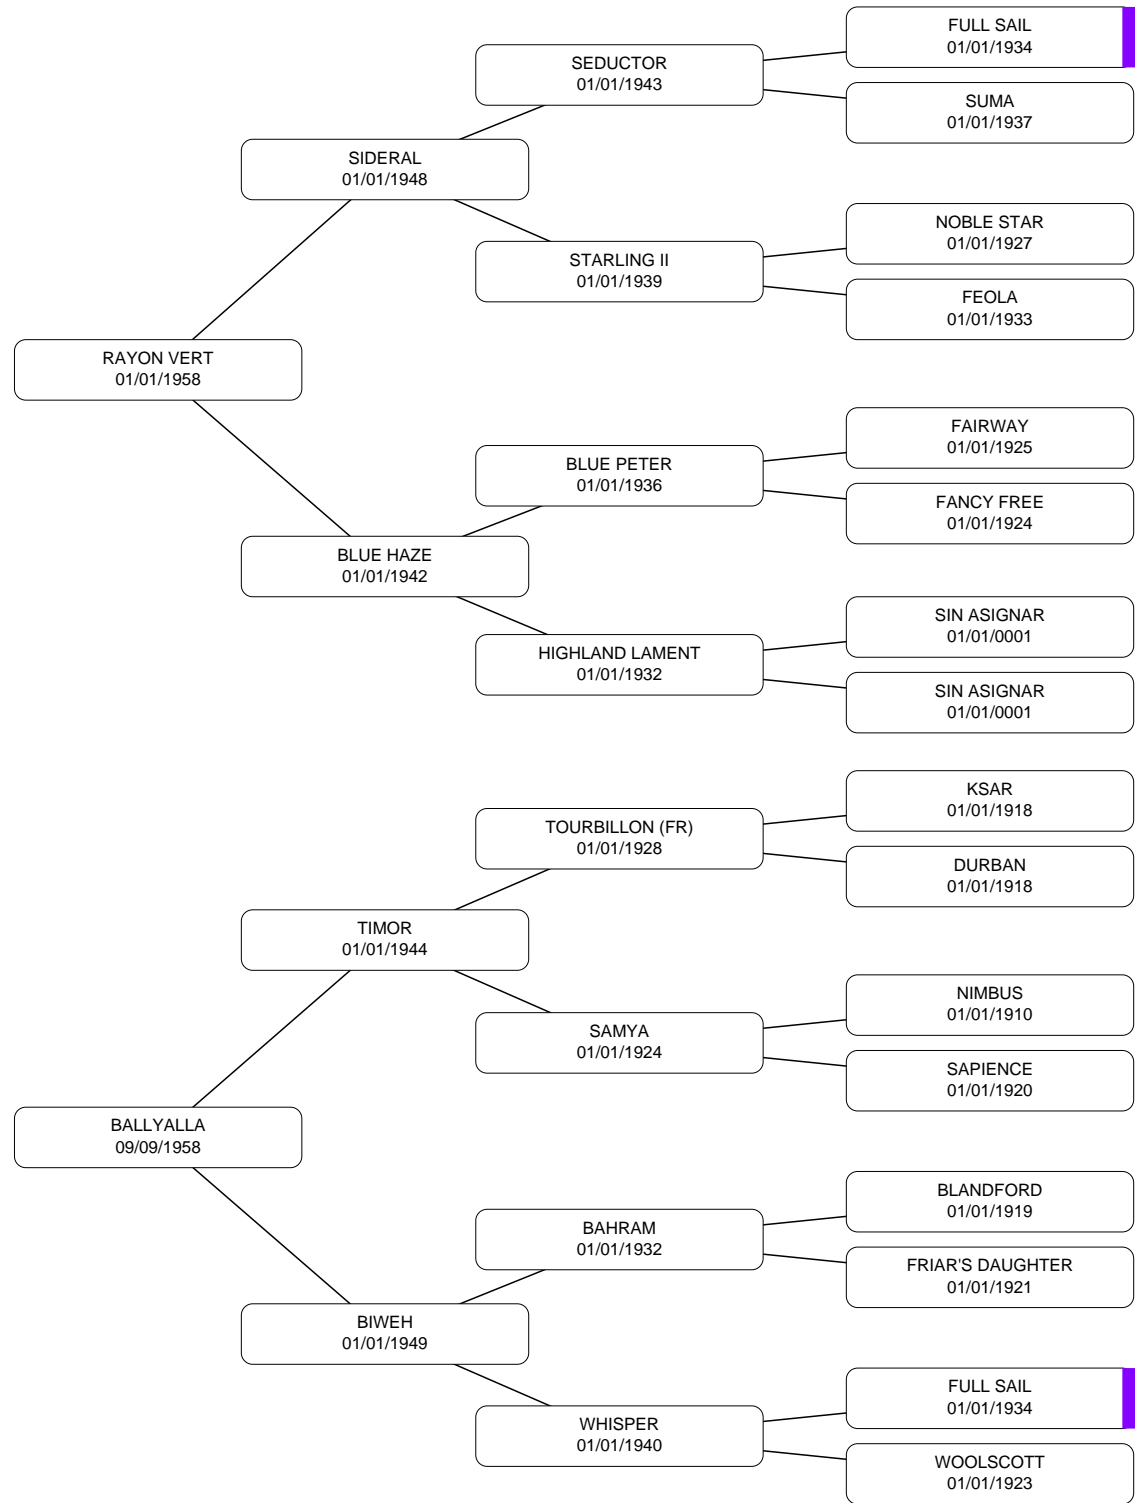 FULL SAIL
01/01/1934
SEDUCTOR
01/01/1943
SUMA
01/01/1937
SIDERAL
01/01/1948
NOBLE STAR
01/01/1927
STARLING II
01/01/1939
FEOLA
01/01/1933
RAYON VERT
01/01/1958
FAIRWAY
01/01/1925
BLUE PETER
01/01/1936
FANCY FREE
01/01/1924
BLUE HAZE
01/01/1942
SIN ASIGNAR
01/01/0001
HIGHLAND LAMENT
01/01/1932
SIN ASIGNAR
01/01/0001
KSAR
01/01/1918
TOURBILLON (FR)
01/01/1928
DURBAN
01/01/1918
TIMOR
01/01/1944
NIMBUS
01/01/1910
SAMYA
01/01/1924
SAPIENCE
01/01/1920
BALLYALLA
09/09/1958
BLANDFORD
01/01/1919
BAHRAM
01/01/1932
FRIAR'S DAUGHTER
01/01/1921
BIWEH
01/01/1949
FULL SAIL
01/01/1934
WHISPER
01/01/1940
WOOLSCOTT
01/01/1923